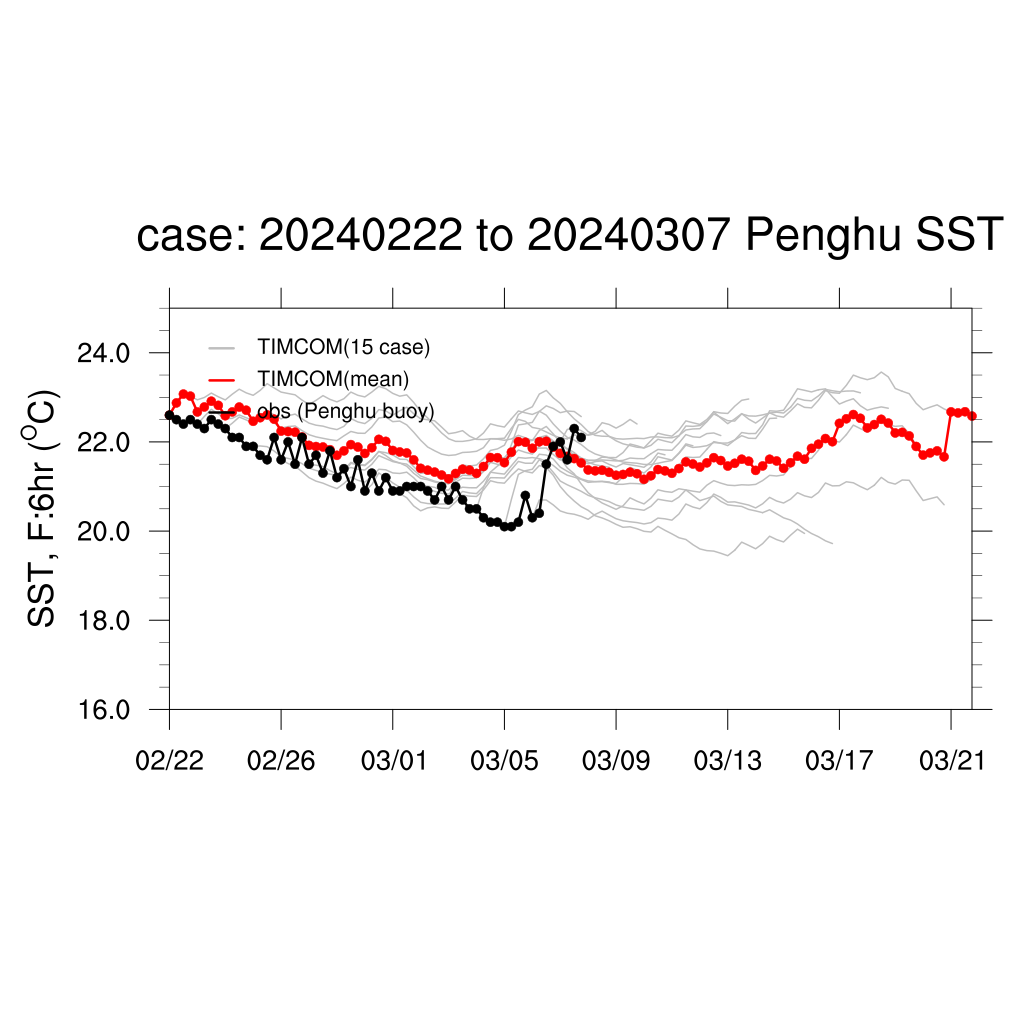 case: 20240222 to 20240307 Penghu SST
TIMCOM(15 case)
TIMCOM(mean)
obs (Penghu buoy)
SST, F:6hr (°C)
24.0
22.0
20.0
18.0
16.0
02/22 02/26 03/01 03/05 03/09 03/13 03/17 03/21